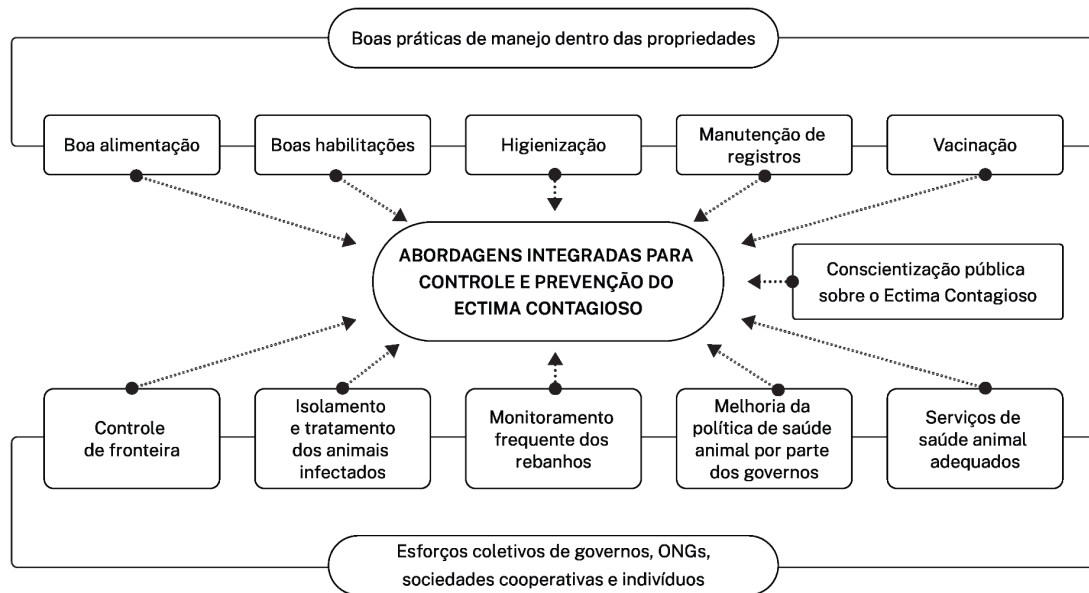 Boas práticas de manejo dentro das propriedades
Boa alimentação
Boas habilitações
Higienização
Manutenção de
registros
Vacinação
ABORDAGENS INTEGRADAS PARA
CONTROLE E PREVENÇÃO DO
ECTIMA CONTAGIOSO
Conscientização pública
sobre o Ectima Contagioso
Controle
de fronteira
Isolamento
e tratamento
dos animais
infectados
Monitoramento
frequente dos
rebanhos
Melhoria da
política de saúde
animal por parte
dos governos
Serviços de
saúde animal
adequados
Esforços coletivos de governos, ONGs,
sociedades cooperativas e indivíduos